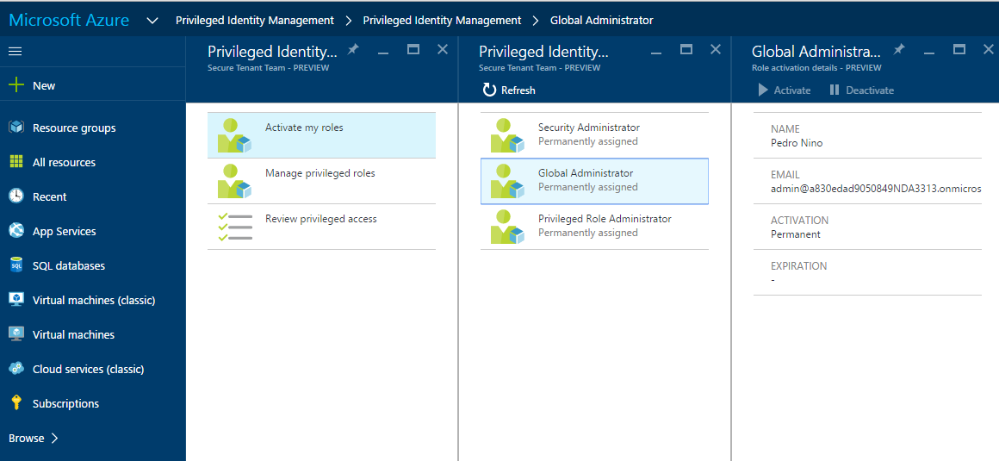 Microsoft Azure
Privileged Identity Management > Privileged Identity Management > Global Administrator
New
Resource groups
All resources
Recent
App Services
SQL
SQL databases
Virtual machines (classic)
Virtual machines
Cloud services (classic)
Subscriptions
Browse >
Privileged Identity...
Secure Tenant Team - PREVIEW
Activate my roles
Manage privileged roles
Review privileged access
Privileged Identity...
Secure Tenant Team - PREVIEW
Refresh
Security Administrator
Permanently assigned
Global Administrator
Permanently assigned
Privileged Role Administrator
Permanently assigned
Global Administra...
Role activation details - PREVIEW
Activate Deactivate
NAME
Pedro Nino
EMAIL
admin@a830edad9050849NDA3313.onmicros
ACTIVATION
Permanent
EXPIRATION
-